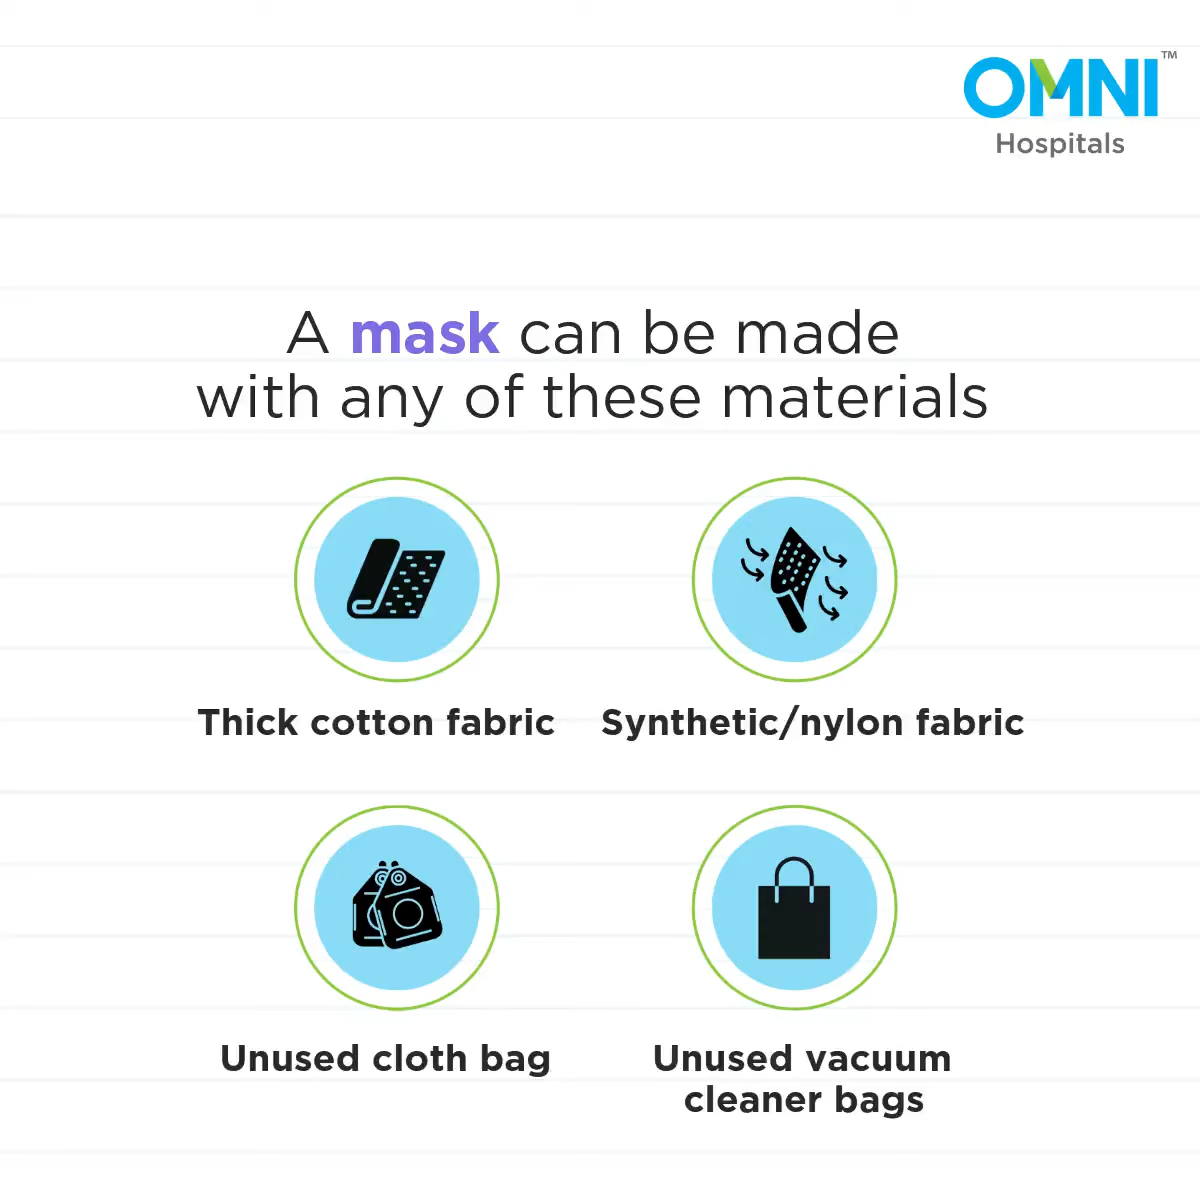 OMNI™
Hospitals
A mask can be made
with any of these materials
Thick cotton fabric
Synthetic/nylon fabric
Unused cloth bag
Unused vacuum
cleaner bags